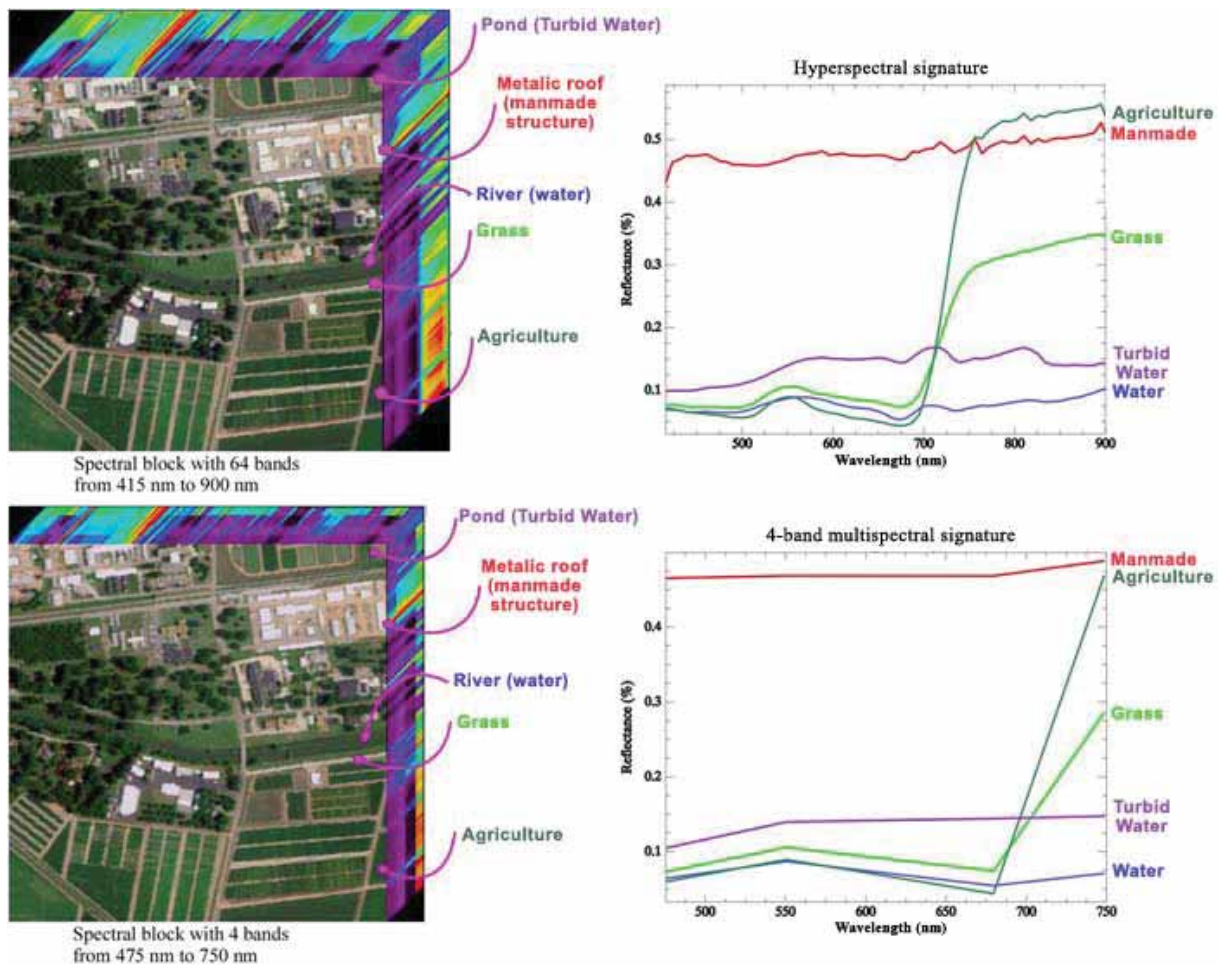 Pond (Turbid Water)
Metalic roof
(manmade
structure)
River (water)
Grass
Agriculture
Spectral block with 64 bands
from 415 nm to 900 nm
Hyperspectral signature
Reflectance (%)
0.5
0.4
0.3
0.2
0.1
500
600
700
800
900
Wavelength (nm)
Agriculture
Manmade
Grass
Turbid
Water
Water
Pond (Turbid Water)
Metalic roof
(manmade
structure)
River (water)
Grass
Agriculture
Spectral block with 4 bands
from 475 nm to 750 nm
4-band multispectral signature
Reflectance (%)
0.4
0.3
0.2
0.1
500
550
600
650
700
750
Wavelength (nm)
Manmade
Agriculture
Grass
Turbid
Water
Water